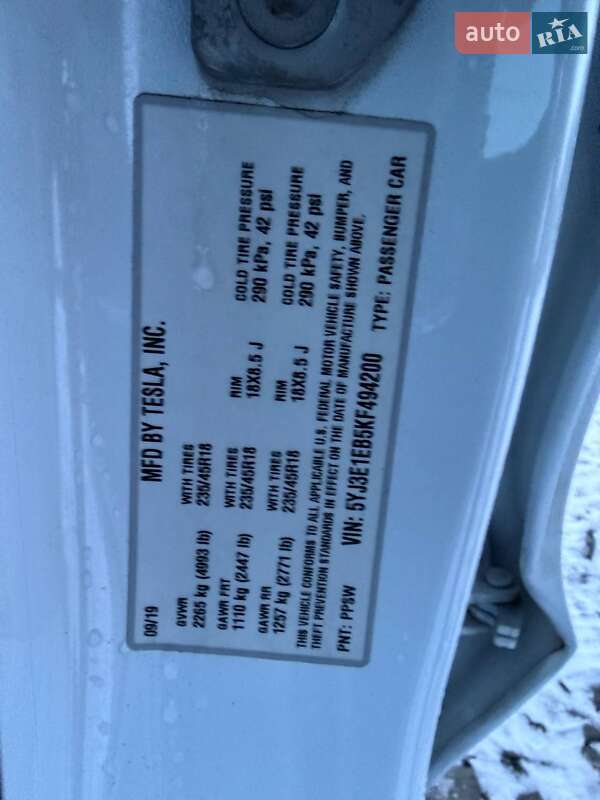 auto RIA.com
MFD BY TESLA, INC.
09/19
GVWR
2265 kg (4993 lb)
WITH TIRES
235/45R18
RIM
18X8.5 J
COLD TIRE PRESSURE
290 kPa, 42 psi
GAWR FRT
1110 kg (2447 lb)
WITH TIRES
235/45R18
RIM
18X8.5 J
COLD TIRE PRESSURE
290 kPa, 42 psi
GAWR RR
1257 kg (2771 lb)
WITH TIRES
235/45R18
THIS VEHICLE CONFORMS TO ALL APPLICABLE U.S. FEDERAL MOTOR VEHICLE SAFETY, BUMPER, AND
THEFT PREVENTION STANDARDS IN EFFECT ON THE DATE OF MANUFACTURE SHOWN ABOVE.
PNT: PPSW VIN: 5YJ3E1EB5KF494200 TYPE: PASSENGER CAR